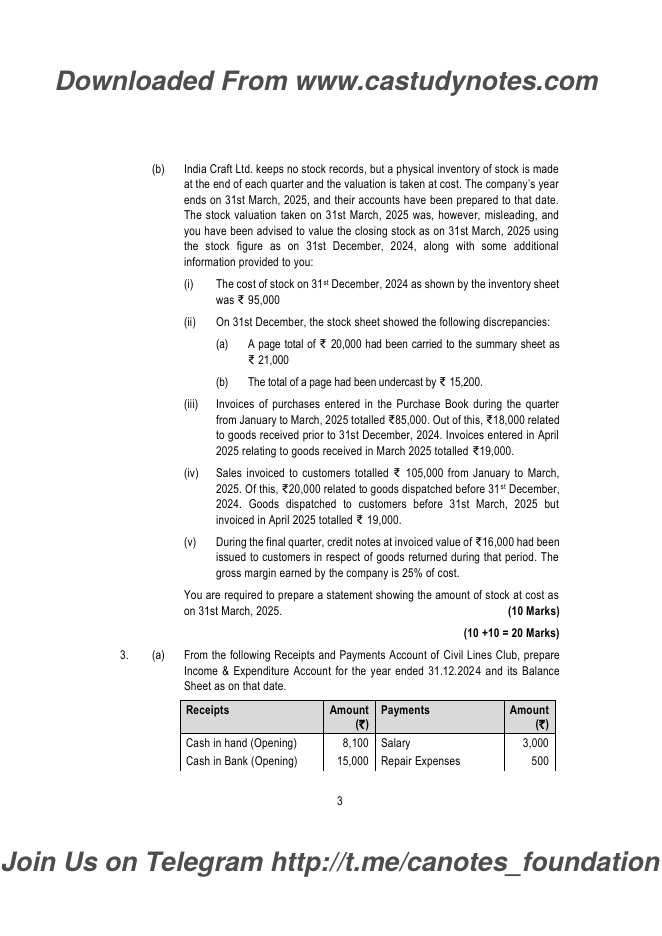 Downloaded From www.castudynotes.com
(b) India Craft Ltd. keeps no stock records, but a physical inventory of stock is made
at the end of each quarter and the valuation is taken at cost. The company's year
ends on 31st March, 2025, and their accounts have been prepared to that date.
The stock valuation taken on 31st March, 2025 was, however, misleading, and
you have been advised to value the closing stock as on 31st March, 2025 using
the stock figure as on 31st December, 2024, along with some additional
information provided to you:
(i) The cost of stock on 31st December, 2024 as shown by the inventory sheet
was ₹ 95,000
(ii) On 31st December, the stock sheet showed the following discrepancies:
(a) A page total of ₹ 20,000 had been carried to the summary sheet as
₹ 21,000
(b) The total of a page had been undercast by ₹ 15,200.
(iii) Invoices of purchases entered in the Purchase Book during the quarter
from January to March, 2025 totalled ₹85,000. Out of this, ₹18,000 related
to goods received prior to 31st December, 2024. Invoices entered in April
2025 relating to goods received in March 2025 totalled ₹19,000.
(iv) Sales invoiced to customers totalled ₹ 105,000 from January to March,
2025. Of this, ₹20,000 related to goods dispatched before 31st December,
2024. Goods dispatched to customers before 31st March, 2025 but
invoiced in April 2025 totalled ₹ 19,000.
(v) During the final quarter, credit notes at invoiced value of ₹16,000 had been
issued to customers in respect of goods returned during that period. The
gross margin earned by the company is 25% of cost.
You are required to prepare a statement showing the amount of stock at cost as
on 31st March, 2025. (10 Marks)
(10 +10 = 20 Marks)
3. (a) From the following Receipts and Payments Account of Civil Lines Club, prepare
Income & Expenditure Account for the year ended 31.12.2024 and its Balance
Sheet as on that date.
Receipts Amount Payments Amount
(₹) (₹)
Cash in hand (Opening) 8,100 Salary 3,000
Cash in Bank (Opening) 15,000 Repair Expenses 500
3
Join Us on Telegram http://t.me/canotes_foundation